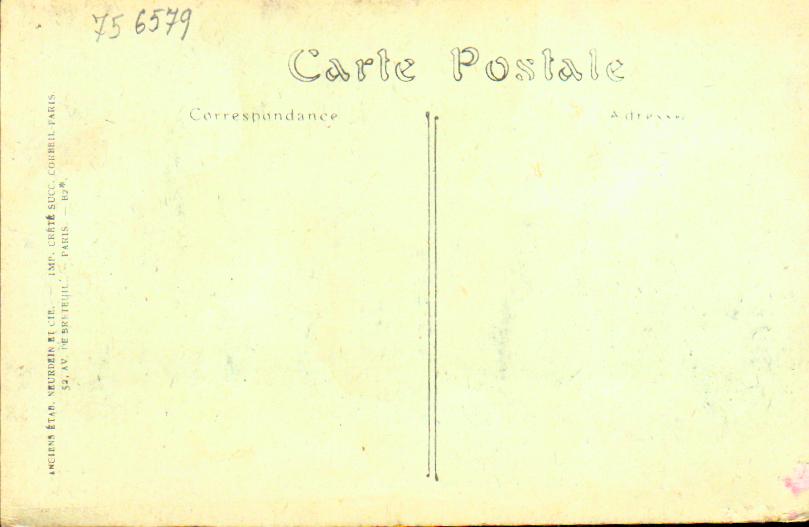 75 6579
Carte Postale
Correspondance
Adresse
ANCIENS ÉTAB. NEURDEIN ET CIE. — IMP. CRÉTÉ SUCC. CORBEIL PARIS.
52, AV. DE BRETEUIL. — PARIS. — B2*.